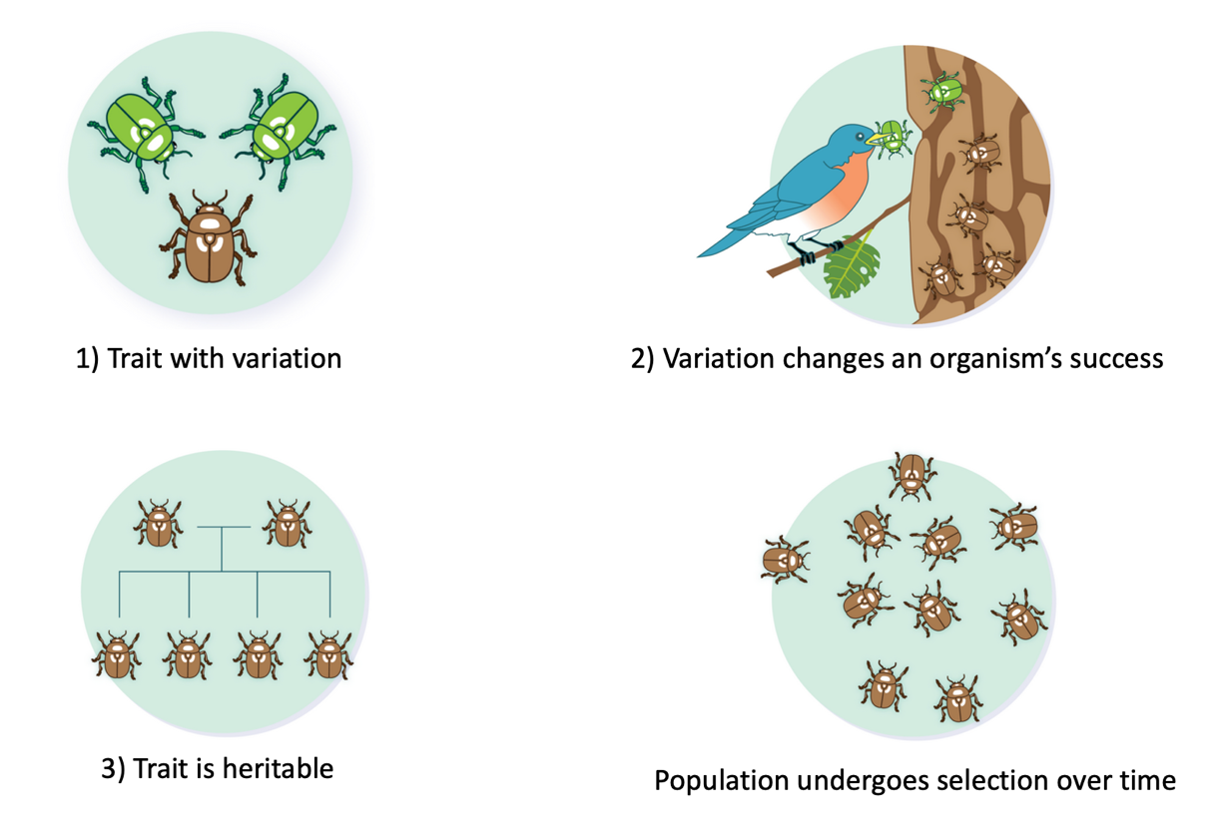 1) Trait with variation
2) Variation changes an organism’s success
3) Trait is heritable
Population undergoes selection over time